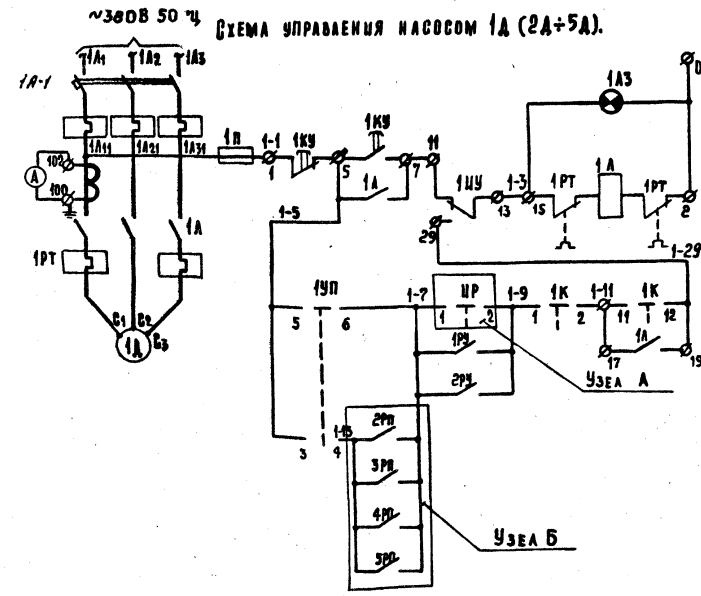 ~380В 50 Гц
СХЕМА УПРАВЛЕНИЯ НАСОСОМ 1Д (2Д÷5Д).
1А1 1А2 1А3
1А-1
1А11 1А21 1А31
102
100
А
1РТ
1А
С1 С2 С3
1Д
1П
1-1
1
1КУ
5
1КУ
7
1А
11
1ЦУ
29
13
1-3
15
1ЛЗ
1РТ
1А
1РТ
0
2
1-29
1-5
1УП
5 6
3 4
1-7
ЦР
1 2
1-9
1К
1 2
1-11
1К
11 12
1А
17
19
1РУ
2РУ
УЗЕЛ А
1-13
2РП
3РП
4РП
5РП
УЗЕЛ Б